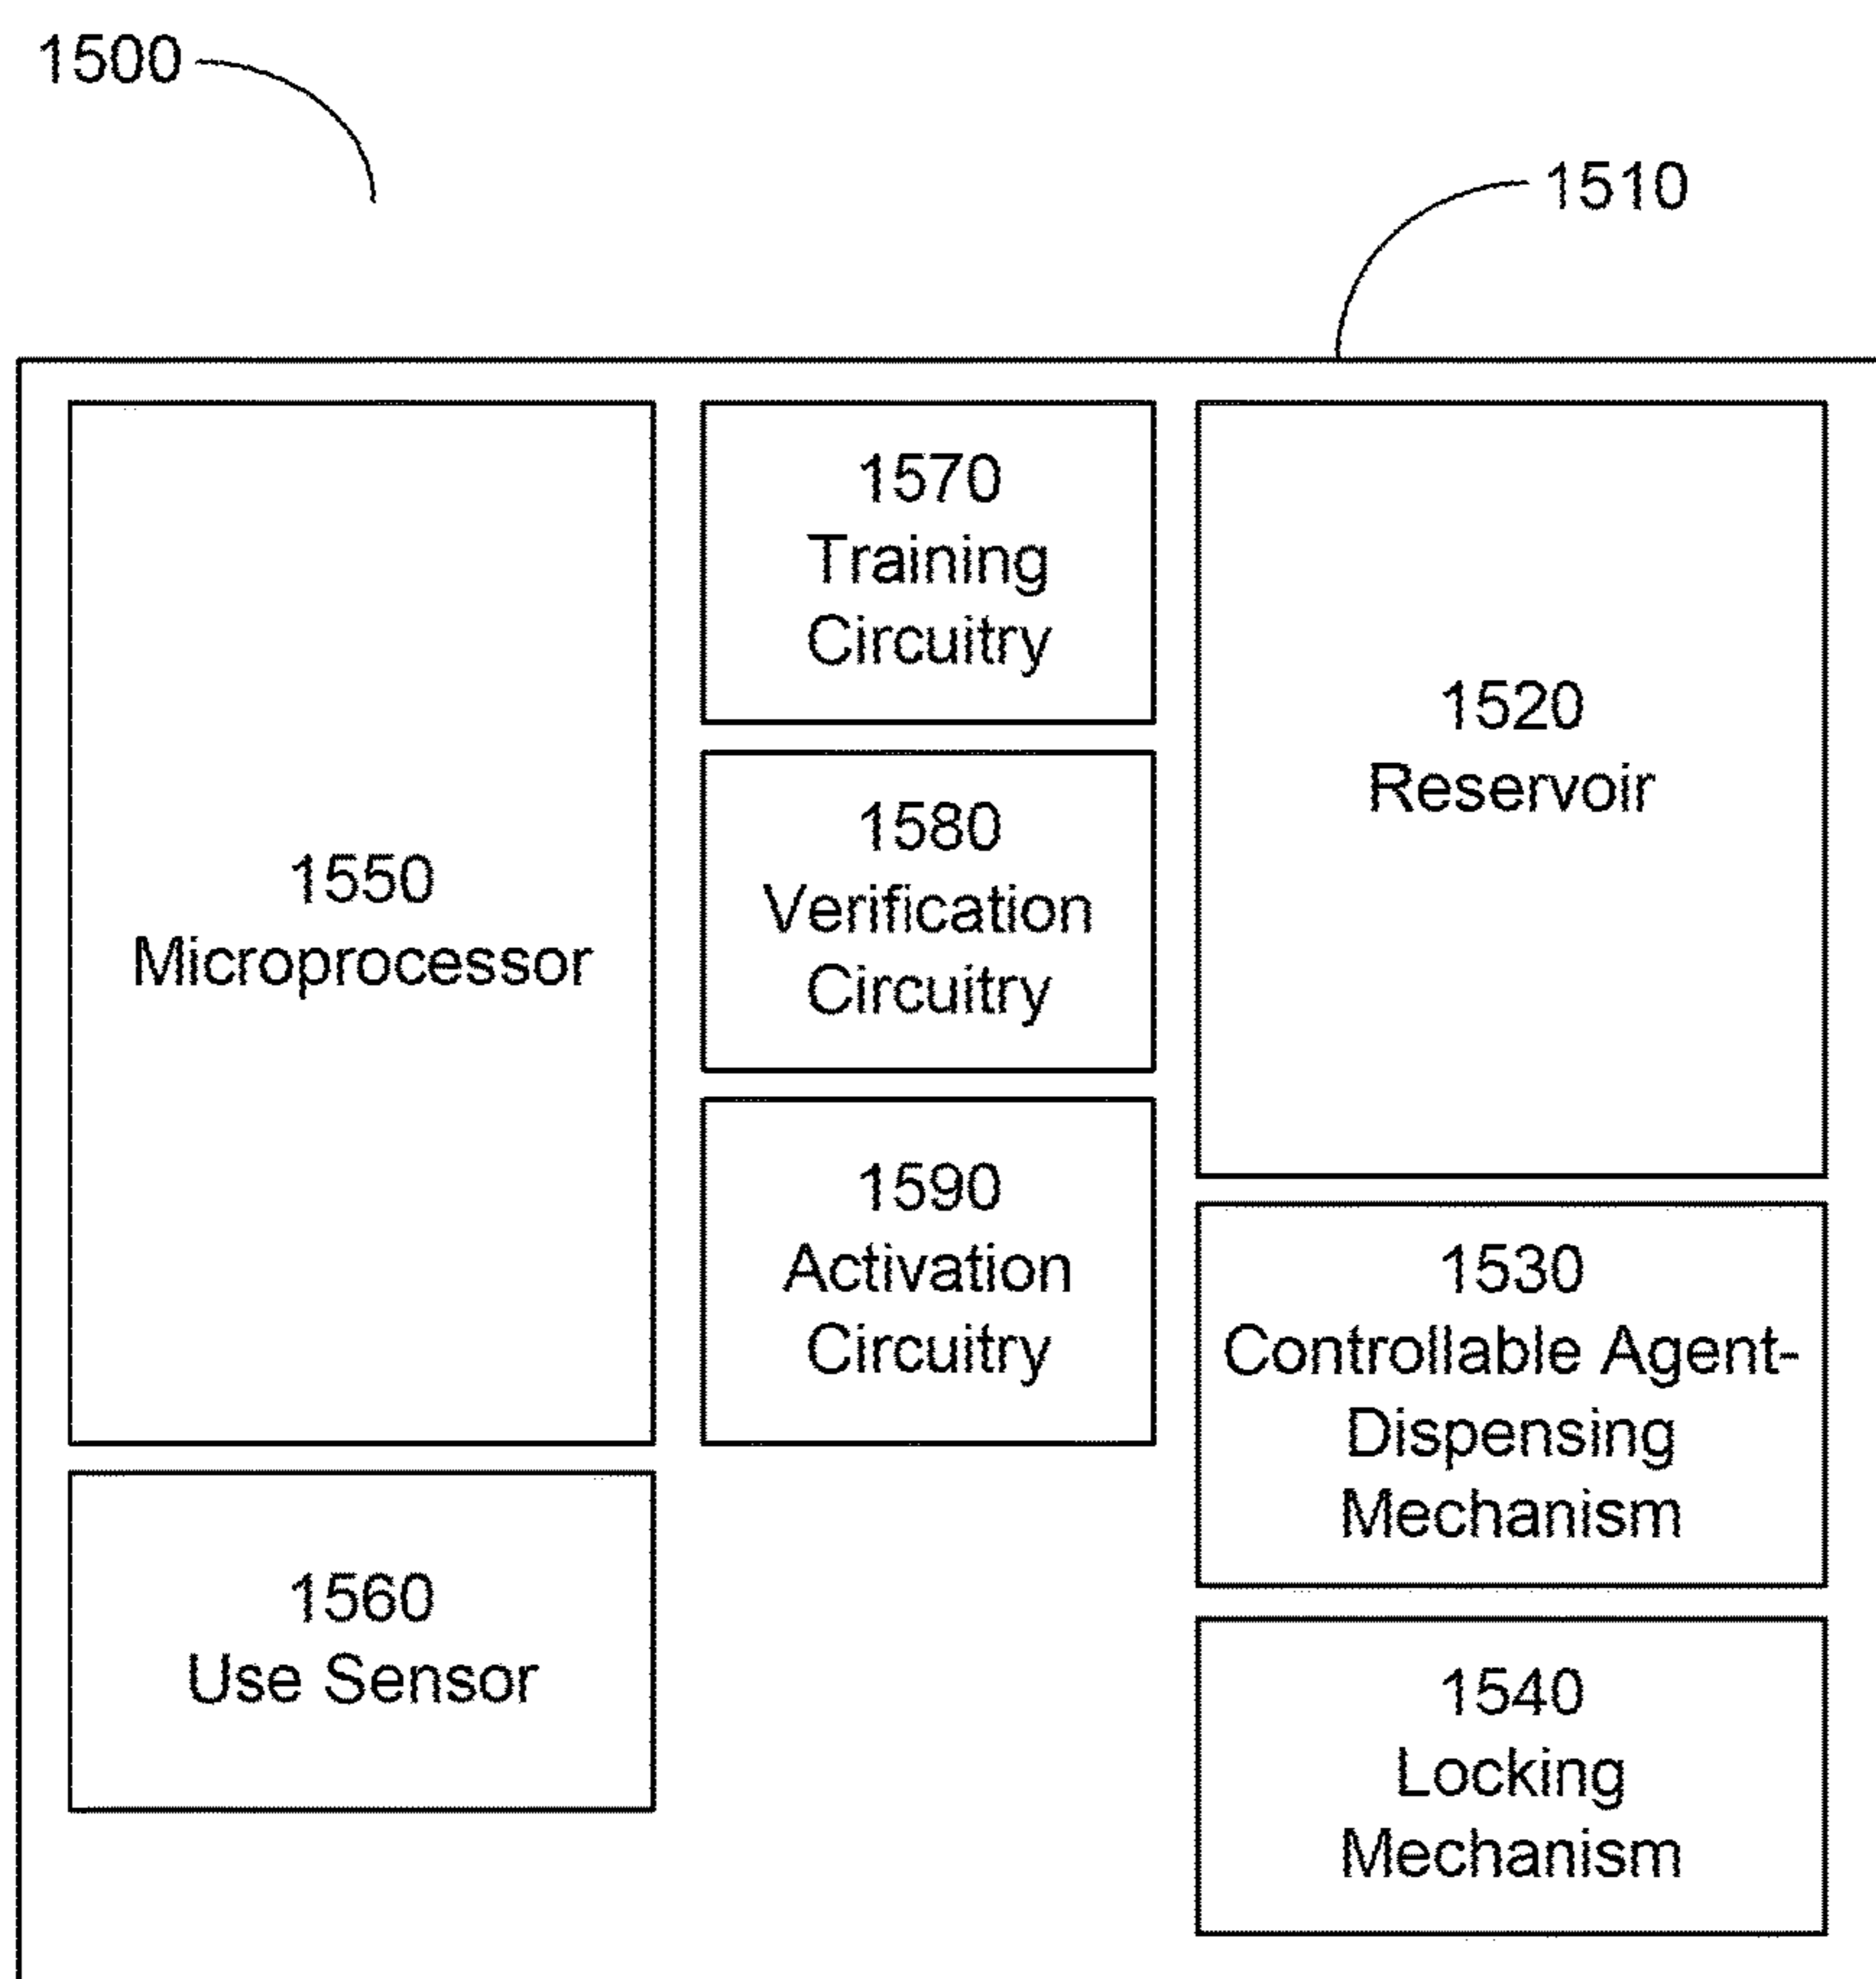 1500
1510
1570
Training
Circuitry
1520
Reservoir
1580
Verification
Circuitry
1550
Microprocessor
1590
Activation
Circuitry
1530
Controllable Agent-
Dispensing
Mechanism
1560
Use Sensor
1540
Locking
Mechanism